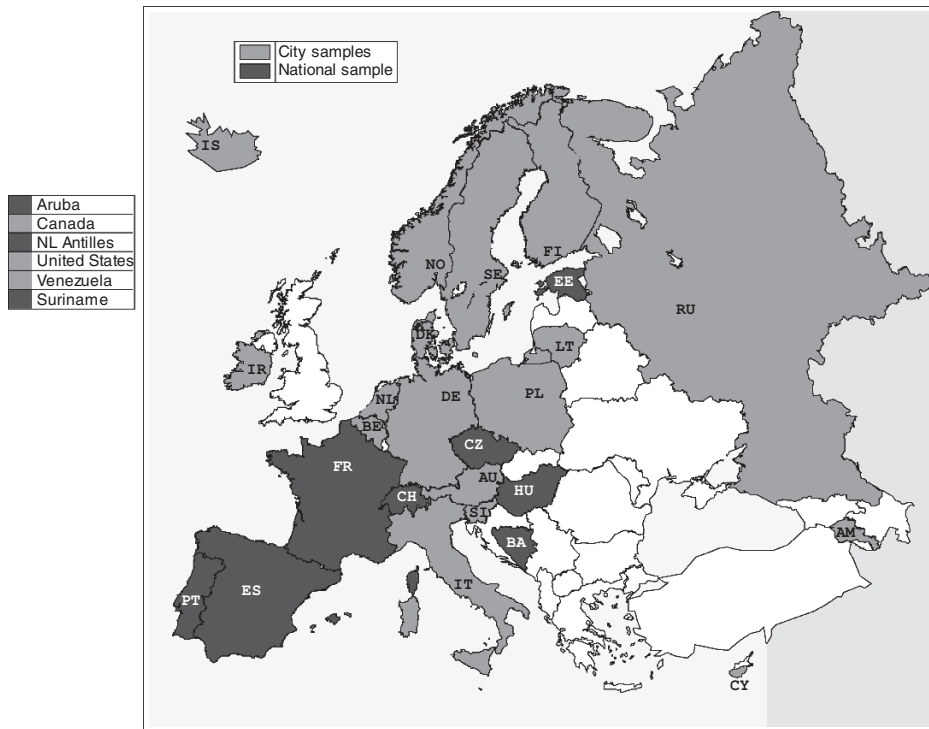 City samples
National sample
IS
Aruba
Canada
NL Antilles
United States
Venezuela
Suriname
NO
SE
FI
EE
RU
DK
LT
IR
NL
DE
PL
BE
CZ
FR
AU
CH
HU
SI
BA
AM
IT
PT
ES
CY